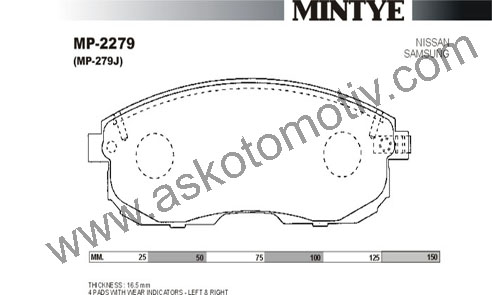 MINTYE
MP-2279
(MP-279J)
NISSAN
SAMSUNG
www.askotomotiv.com
MM. 25 50 75 100 125 150
THICKNESS : 16.5 mm
4 PADS WITH WEAR INDICATORS - LEFT & RIGHT